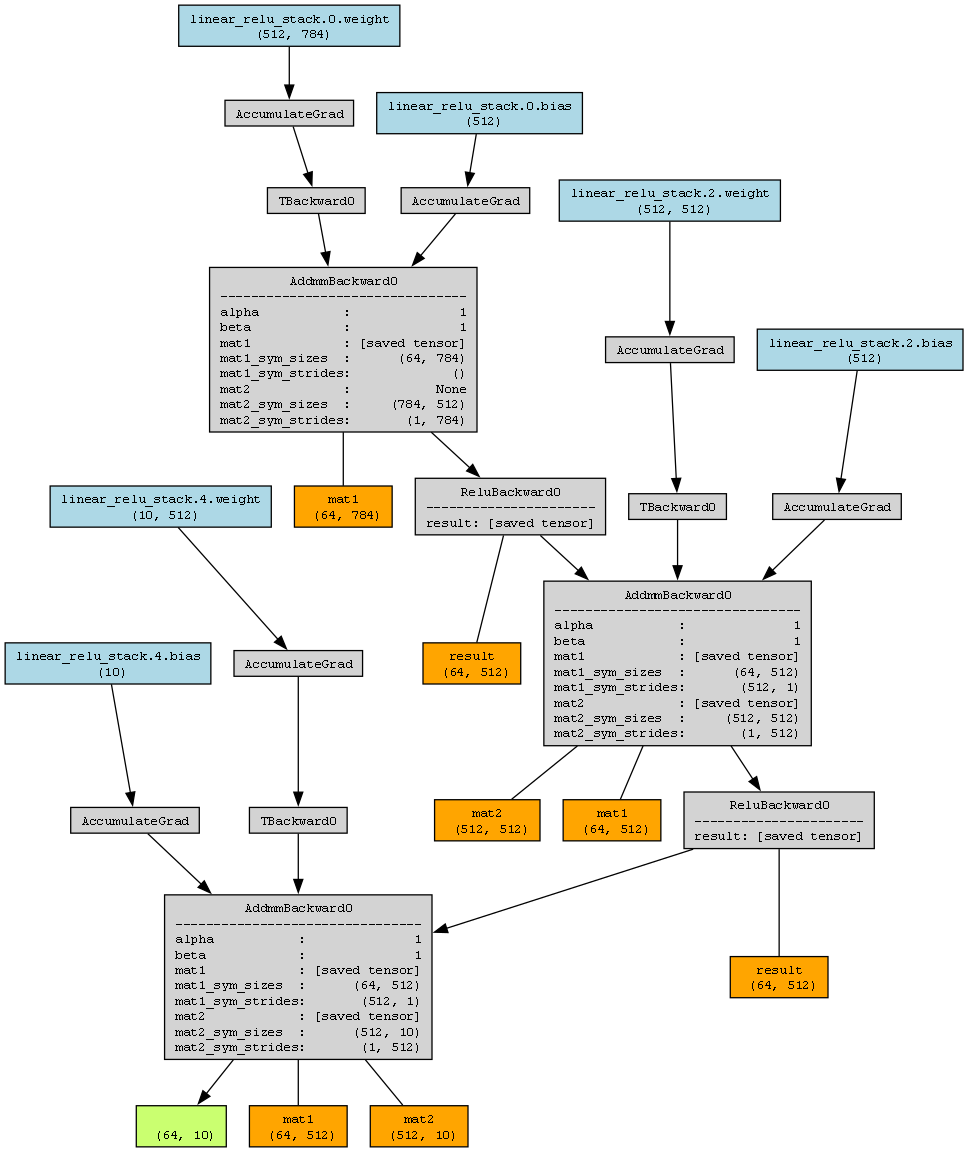 linear_relu_stack.0.weight
(512, 784)
AccumulateGrad
linear_relu_stack.0.bias
(512)
TBackward0
AccumulateGrad
linear_relu_stack.2.weight
(512, 512)
AddmmBackward0
-------------------------------
alpha           :              1
beta            :              1
mat1            : [saved tensor]
mat1_sym_sizes  :      (64, 784)
mat1_sym_strides:             ()
mat2            :           None
mat2_sym_sizes  :     (784, 512)
mat2_sym_strides:       (1, 784)
AccumulateGrad
linear_relu_stack.2.bias
(512)
linear_relu_stack.4.weight
(10, 512)
mat1
(64, 784)
ReluBackward0
----------------------
result: [saved tensor]
TBackward0
AccumulateGrad
AddmmBackward0
-------------------------------
alpha           :              1
beta            :              1
mat1            : [saved tensor]
mat1_sym_sizes  :      (64, 512)
mat1_sym_strides:       (512, 1)
mat2            : [saved tensor]
mat2_sym_sizes  :     (512, 512)
mat2_sym_strides:       (1, 512)
linear_relu_stack.4.bias
(10)
AccumulateGrad
result
(64, 512)
AccumulateGrad
TBackward0
mat2
(512, 512)
mat1
(64, 512)
ReluBackward0
----------------------
result: [saved tensor]
AddmmBackward0
-------------------------------
alpha           :              1
beta            :              1
mat1            : [saved tensor]
mat1_sym_sizes  :      (64, 512)
mat1_sym_strides:       (512, 1)
mat2            : [saved tensor]
mat2_sym_sizes  :      (512, 10)
mat2_sym_strides:       (1, 512)
result
(64, 512)
(64, 10)
mat1
(64, 512)
mat2
(512, 10)